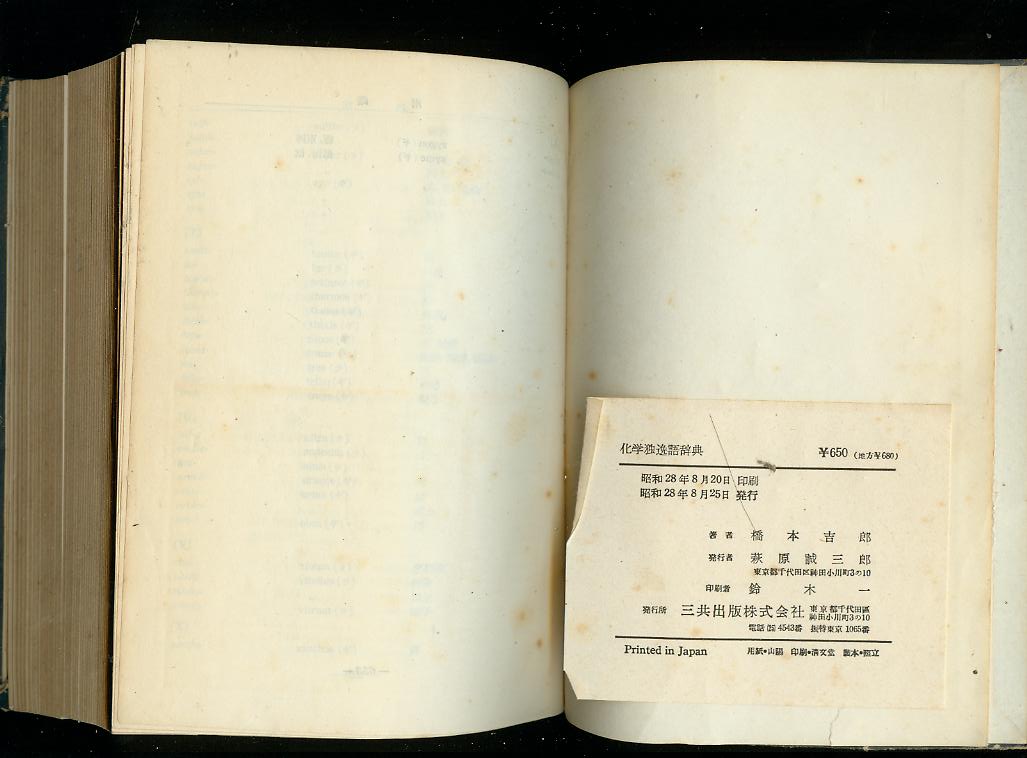 化学独逸語辞典 ¥650 (地方¥680)
昭和28年8月20日 印刷
昭和28年8月25日 発行
著者 橋本吉郎
発行者 萩原誠三郎
東京都千代田区神田小川町3の10
印刷者 鈴木一
発行所 三共出版株式会社 東京都千代田區
神田小川町3の10
電話 4543番 振替東京 1065番
Printed in Japan 用紙•山陽 印刷•清文堂 製本•